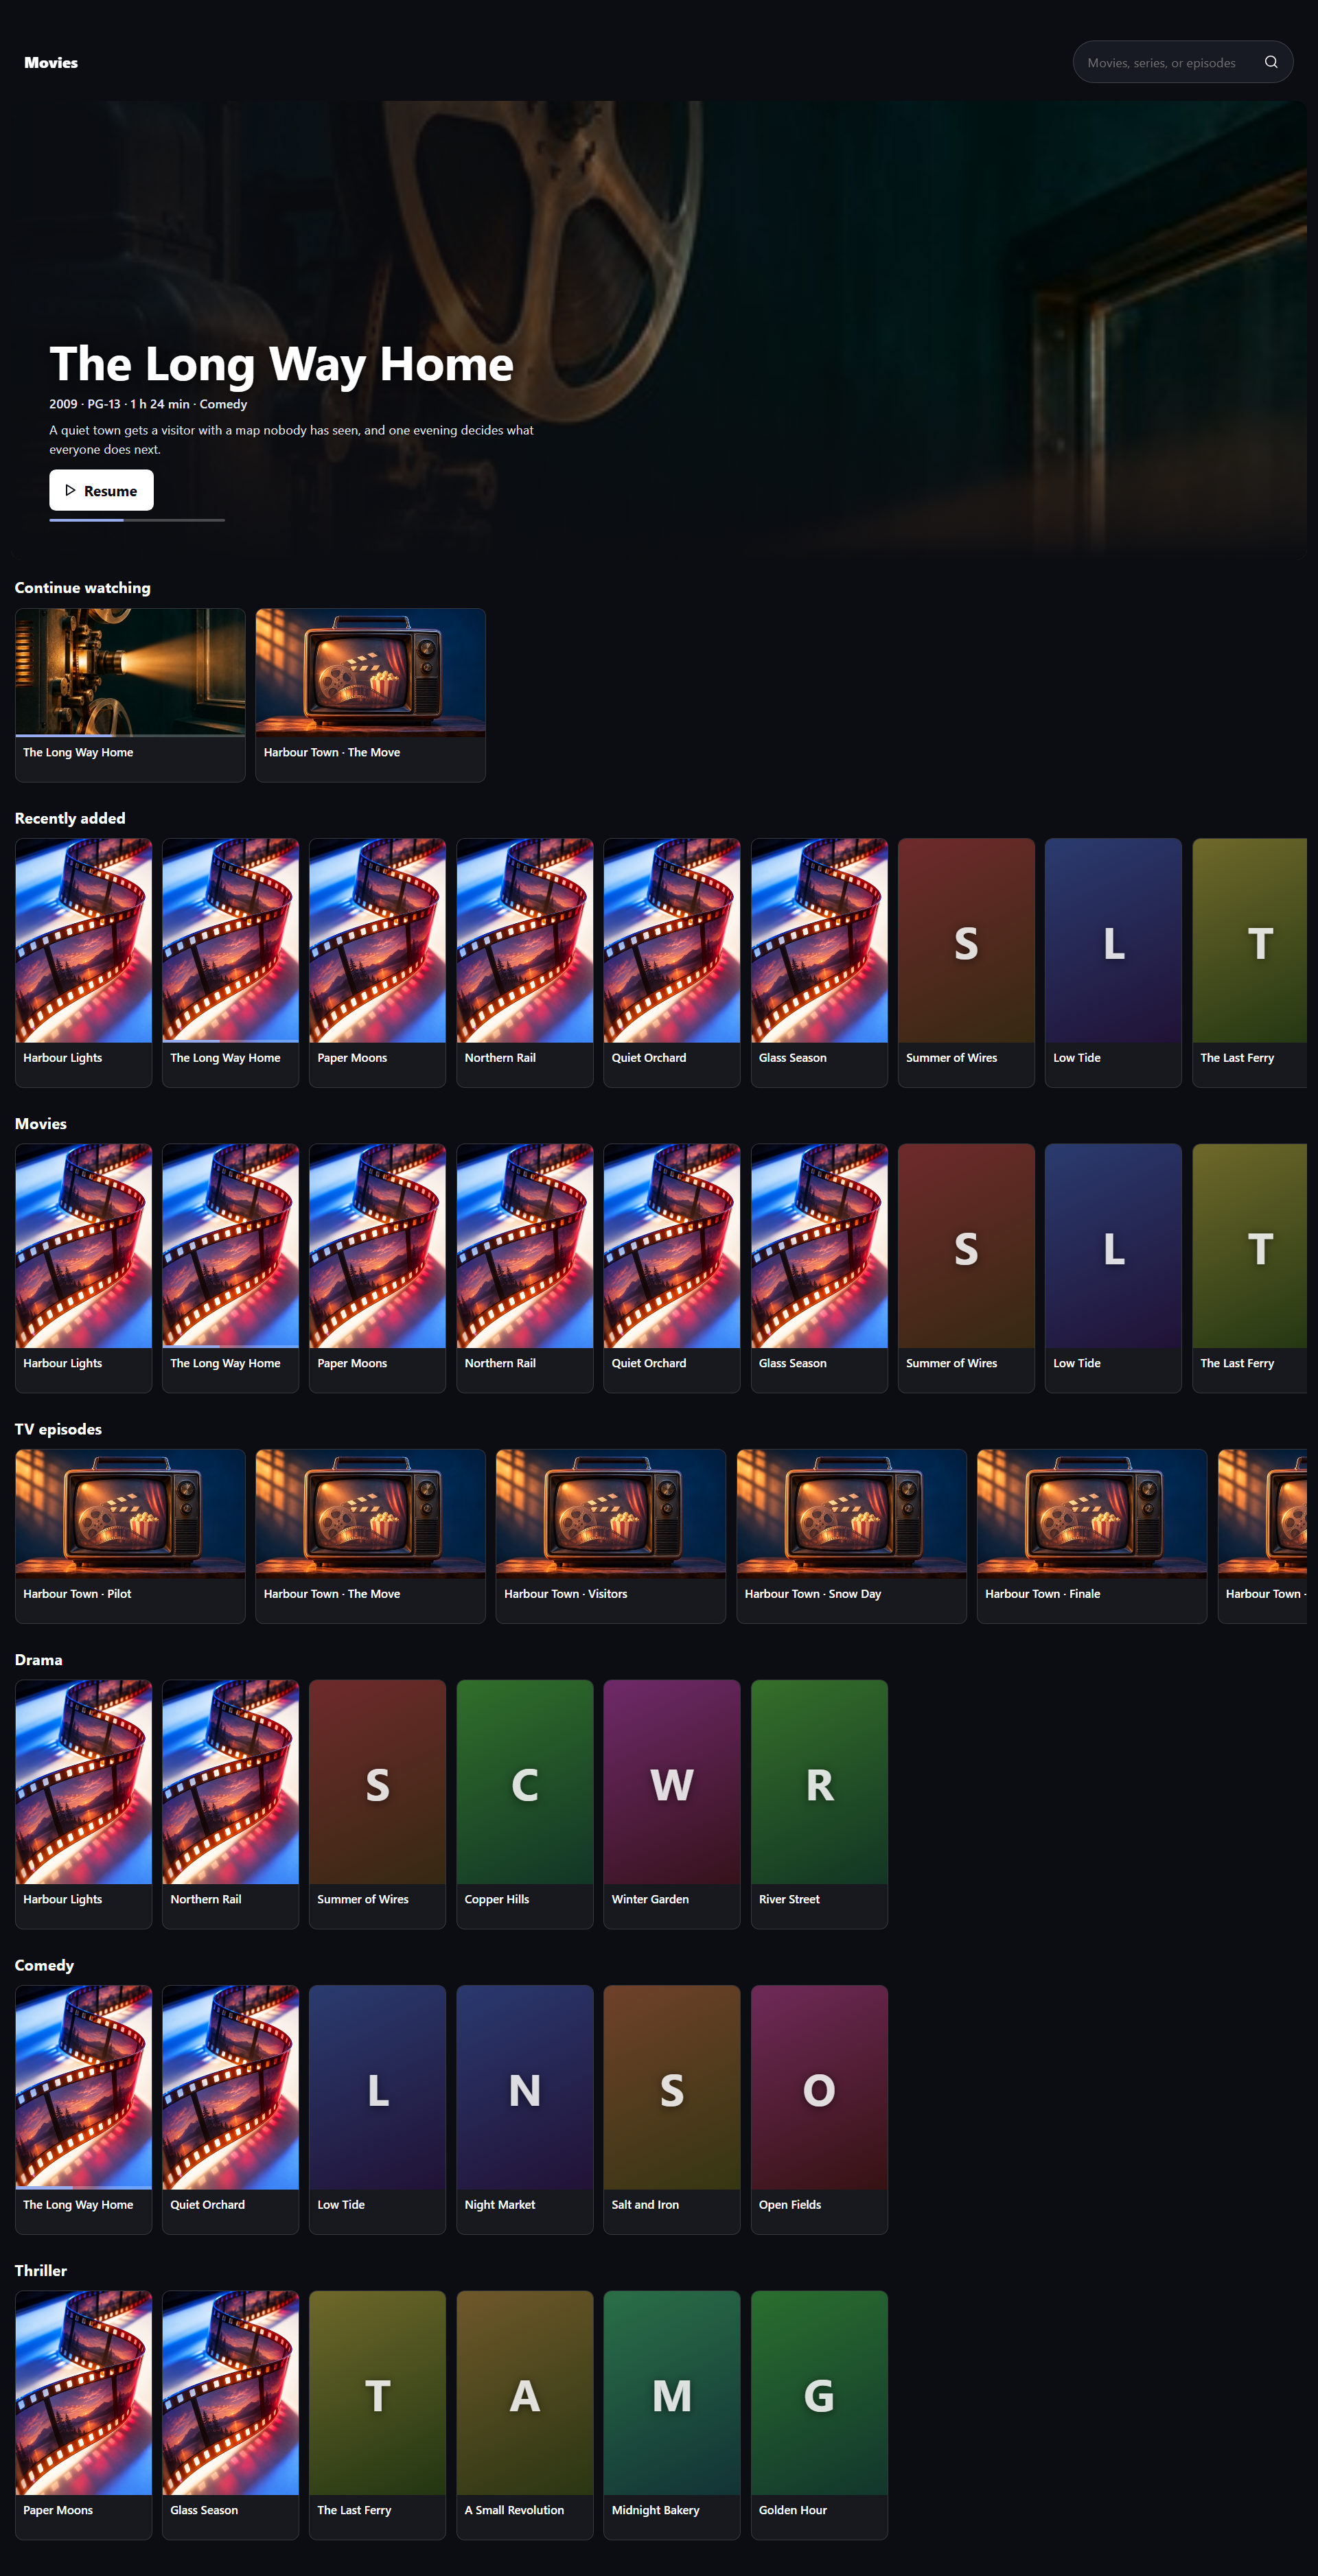 Movies
Movies, series, or episodes
The Long Way Home
2009 · PG-13 · 1 h 24 min · Comedy
A quiet town gets a visitor with a map nobody has seen, and one evening decides what
everyone does next.
Resume
Continue watching
The Long Way Home
Harbour Town · The Move
Recently added
S
L
T
Harbour Lights
The Long Way Home
Paper Moons
Northern Rail
Quiet Orchard
Glass Season
Summer of Wires
Low Tide
The Last Ferry
Movies
S
L
T
Harbour Lights
The Long Way Home
Paper Moons
Northern Rail
Quiet Orchard
Glass Season
Summer of Wires
Low Tide
The Last Ferry
TV episodes
Harbour Town · Pilot
Harbour Town · The Move
Harbour Town · Visitors
Harbour Town · Snow Day
Harbour Town · Finale
Harbour Town ·
Drama
S
C
W
R
Harbour Lights
Northern Rail
Summer of Wires
Copper Hills
Winter Garden
River Street
Comedy
L
N
S
O
The Long Way Home
Quiet Orchard
Low Tide
Night Market
Salt and Iron
Open Fields
Thriller
T
A
M
G
Paper Moons
Glass Season
The Last Ferry
A Small Revolution
Midnight Bakery
Golden Hour